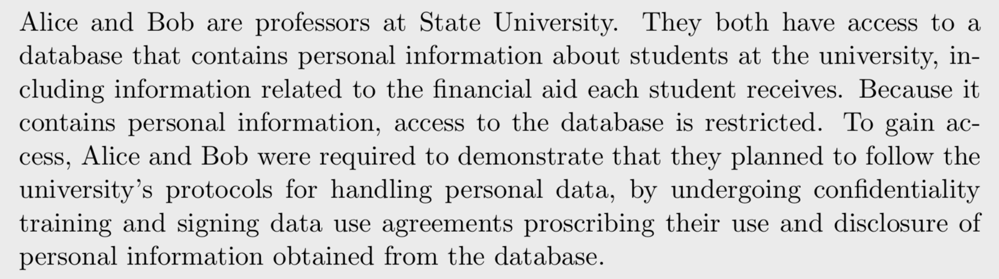 Alice and Bob are professors at State University. They both have access to a
database that contains personal information about students at the university, in-
cluding information related to the financial aid each student receives. Because it
contains personal information, access to the database is restricted. To gain ac-
cess, Alice and Bob were required to demonstrate that they planned to follow the
university's protocols for handling personal data, by undergoing confidentiality
training and signing data use agreements proscribing their use and disclosure of
personal information obtained from the database.